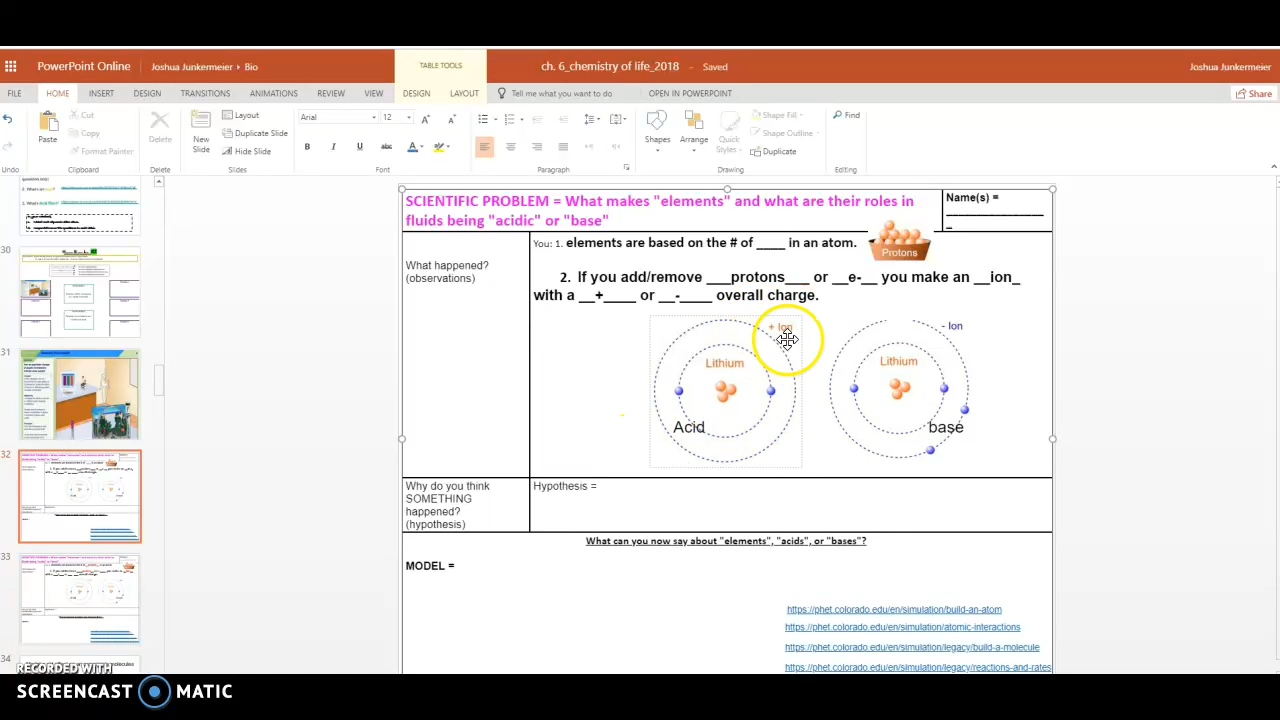 PowerPoint Online
Joshua Junkermeier ▸ Bio
TABLE TOOLS
ch. 6_chemistry of life_2018 — Saved
Joshua Junkermeier
FILE HOME INSERT DESIGN TRANSITIONS ANIMATIONS REVIEW VIEW DESIGN LAYOUT Tell me what you want to do OPEN IN POWERPOINT Share
Undo
Paste
Cut
Copy
Format Painter
Clipboard
Delete
Delete
New Slide
Layout
Duplicate Slide
Hide Slide
Slides
Arial 12
B I U abc A
Font
Paragraph
Shapes
Arrange
Quick Styles
Shape Fill
Shape Outline
Duplicate
Drawing
Find
Editing
30
31
32
33
34
SCIENTIFIC PROBLEM = What makes "elements" and what are their roles in
fluids being "acidic" or "base"
Name(s) =
_________________
_
What happened?
(observations)
You: 1. elements are based on the # of ____ in an atom.
Protons
2. If you add/remove ___protons___ or __e-__ you make an __ion_
with a __+____ or __-____ overall charge.
+ Ion
Lithium
Acid
- Ion
Lithium
base
Why do you think
SOMETHING
happened?
(hypothesis)
Hypothesis =
What can you now say about "elements", "acids", or "bases"?
MODEL =
https://phet.colorado.edu/en/simulation/build-an-atom
https://phet.colorado.edu/en/simulation/atomic-interactions
https://phet.colorado.edu/en/simulation/legacy/build-a-molecule
https://phet.colorado.edu/en/simulation/legacy/reactions-and-rates
RECORDED WITH
SCREENCAST MATIC